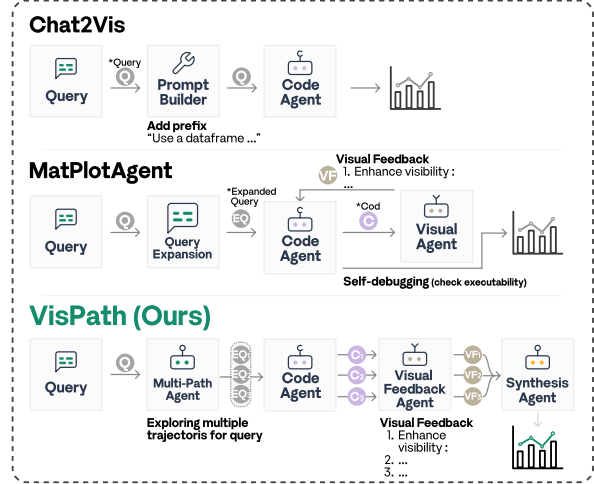 Chat2Vis
*Query
Query
Q
Prompt
Builder
Q
Code
Agent
Add prefix
“Use a dataframe ...”
MatPlotAgent
Visual Feedback
VF
1. Enhance visibility :
...
*Expanded
Query
*Cod
Query
Q
Query
Expansion
EQ
Code
Agent
C
Visual
Agent
Self-debugging (check executability)
VisPath (Ours)
Query
Q
Multi-Path
Agent
EQ
EQ
EQ
Code
Agent
C1
C2
C3
Visual
Feedback
Agent
VF1
VF2
VF3
Synthesis
Agent
Exploring multiple
trajectoris for query
Visual Feedback
1. Enhance
visibility :
2. ...
3. ...